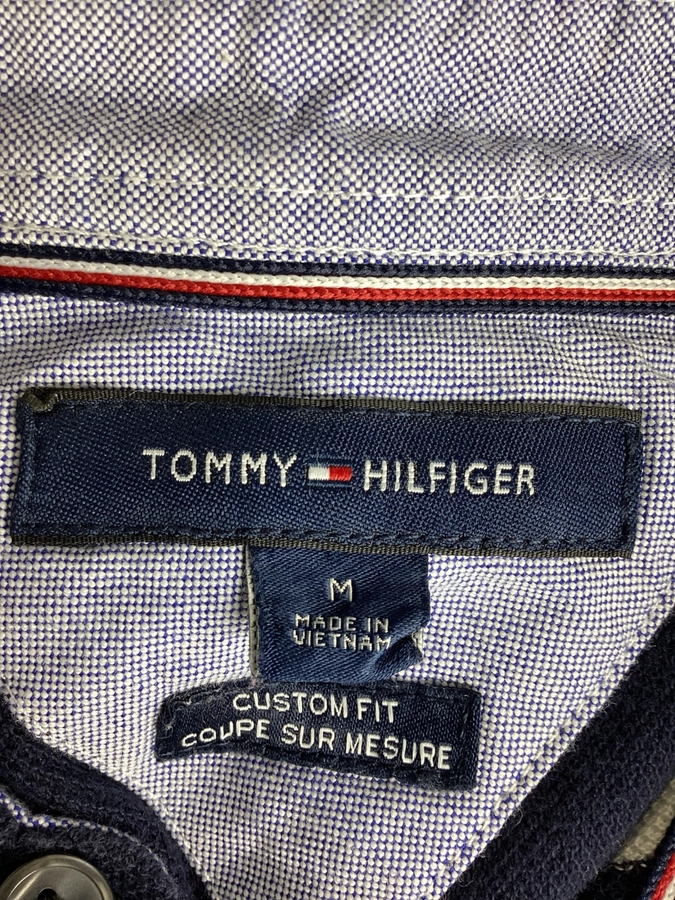 TOMMY HILFIGER
M
MADE IN
VIETNAM
CUSTOM FIT
COUPE SUR MESURE